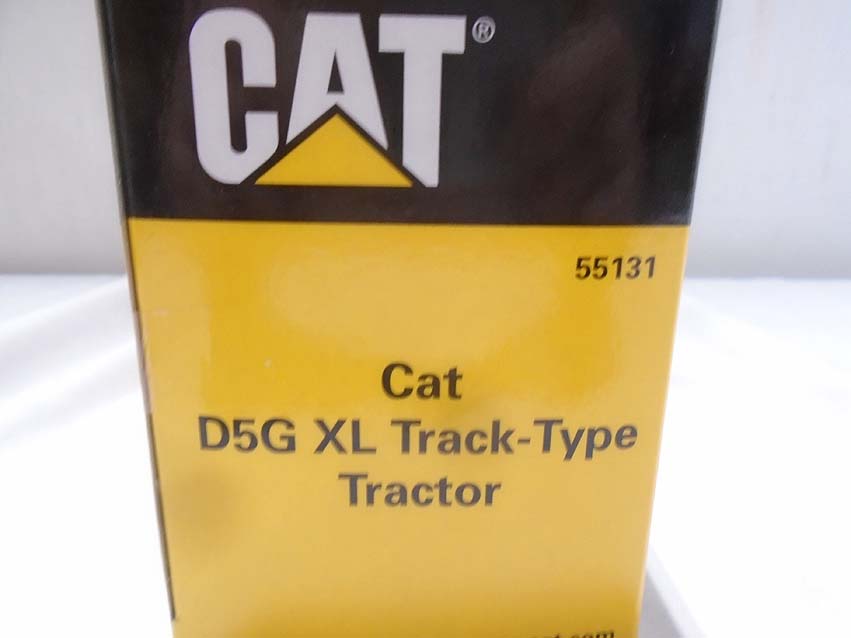 CAT®
55131
Cat
D5G XL Track-Type
Tractor